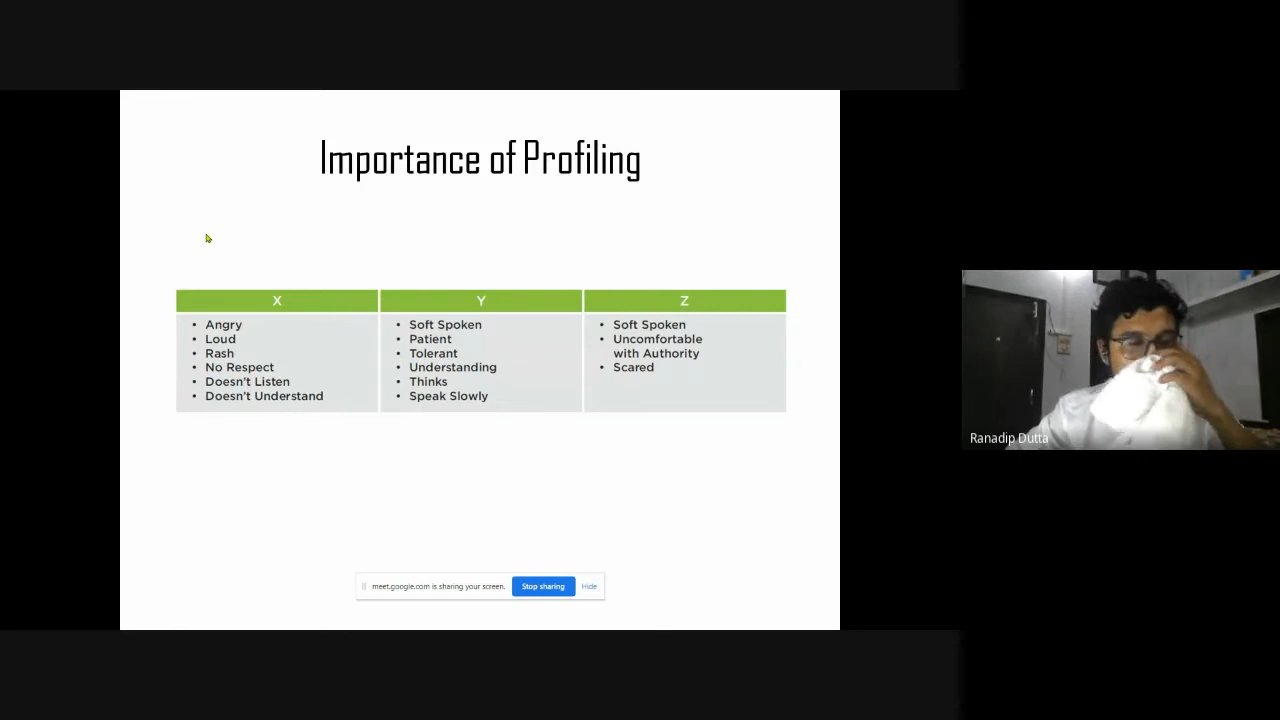 Importance of Profiling
X
Y
Z
• Angry
• Loud
• Rash
• No Respect
• Doesn't Listen
• Doesn't Understand
• Soft Spoken
• Patient
• Tolerant
• Understanding
• Thinks
• Speak Slowly
• Soft Spoken
• Uncomfortable
with Authority
• Scared
meet.google.com is sharing your screen.
Stop sharing
Hide
Ranadip Dutta